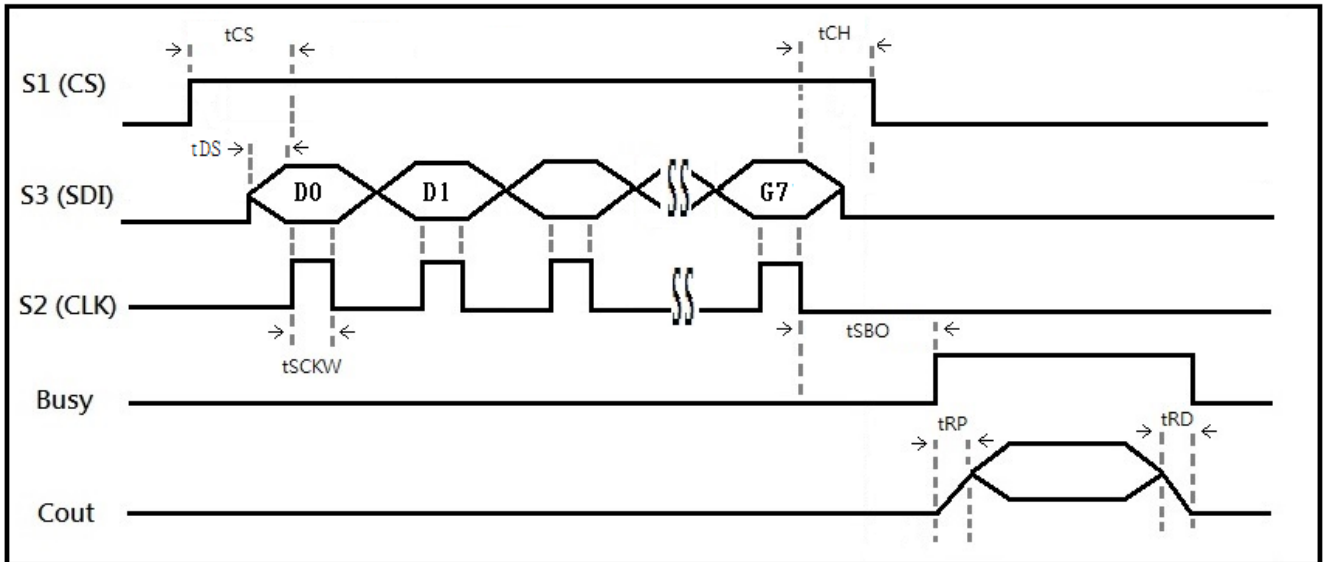 tCS
tCH
S1 (CS)
tDS
S3 (SDI)
D0
D1
G7
S2 (CLK)
tSBO
tSCKW
Busy
tRP
tRD
Cout